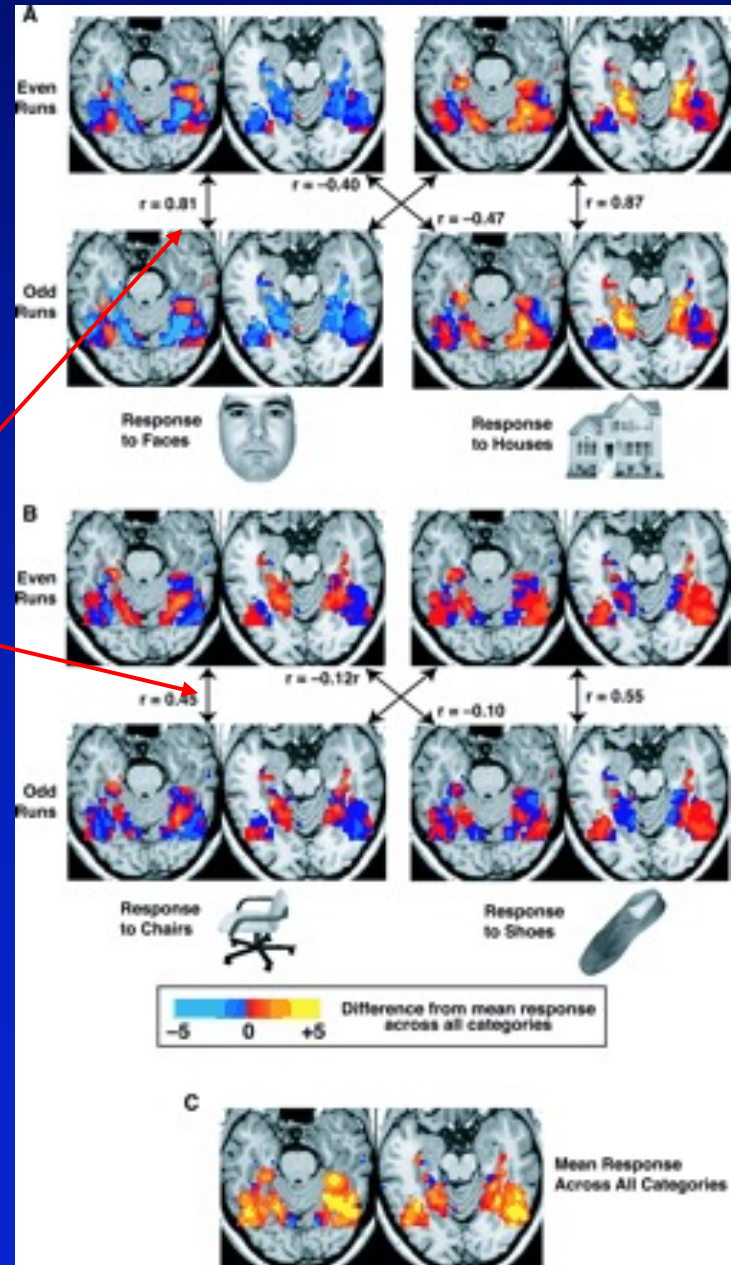 A
Even
Runs
r = 0.81
r = −0.40
r = −0.47
r = 0.87
Odd
Runs
Response
to Faces
Response
to Houses
B
Even
Runs
r = 0.45
r = −0.12r
r = −0.10
r = 0.55
Odd
Runs
Response
to Chairs
Response
to Shoes
−5 0 +5
Difference from mean response
across all categories
C
Mean Response
Across All Categories